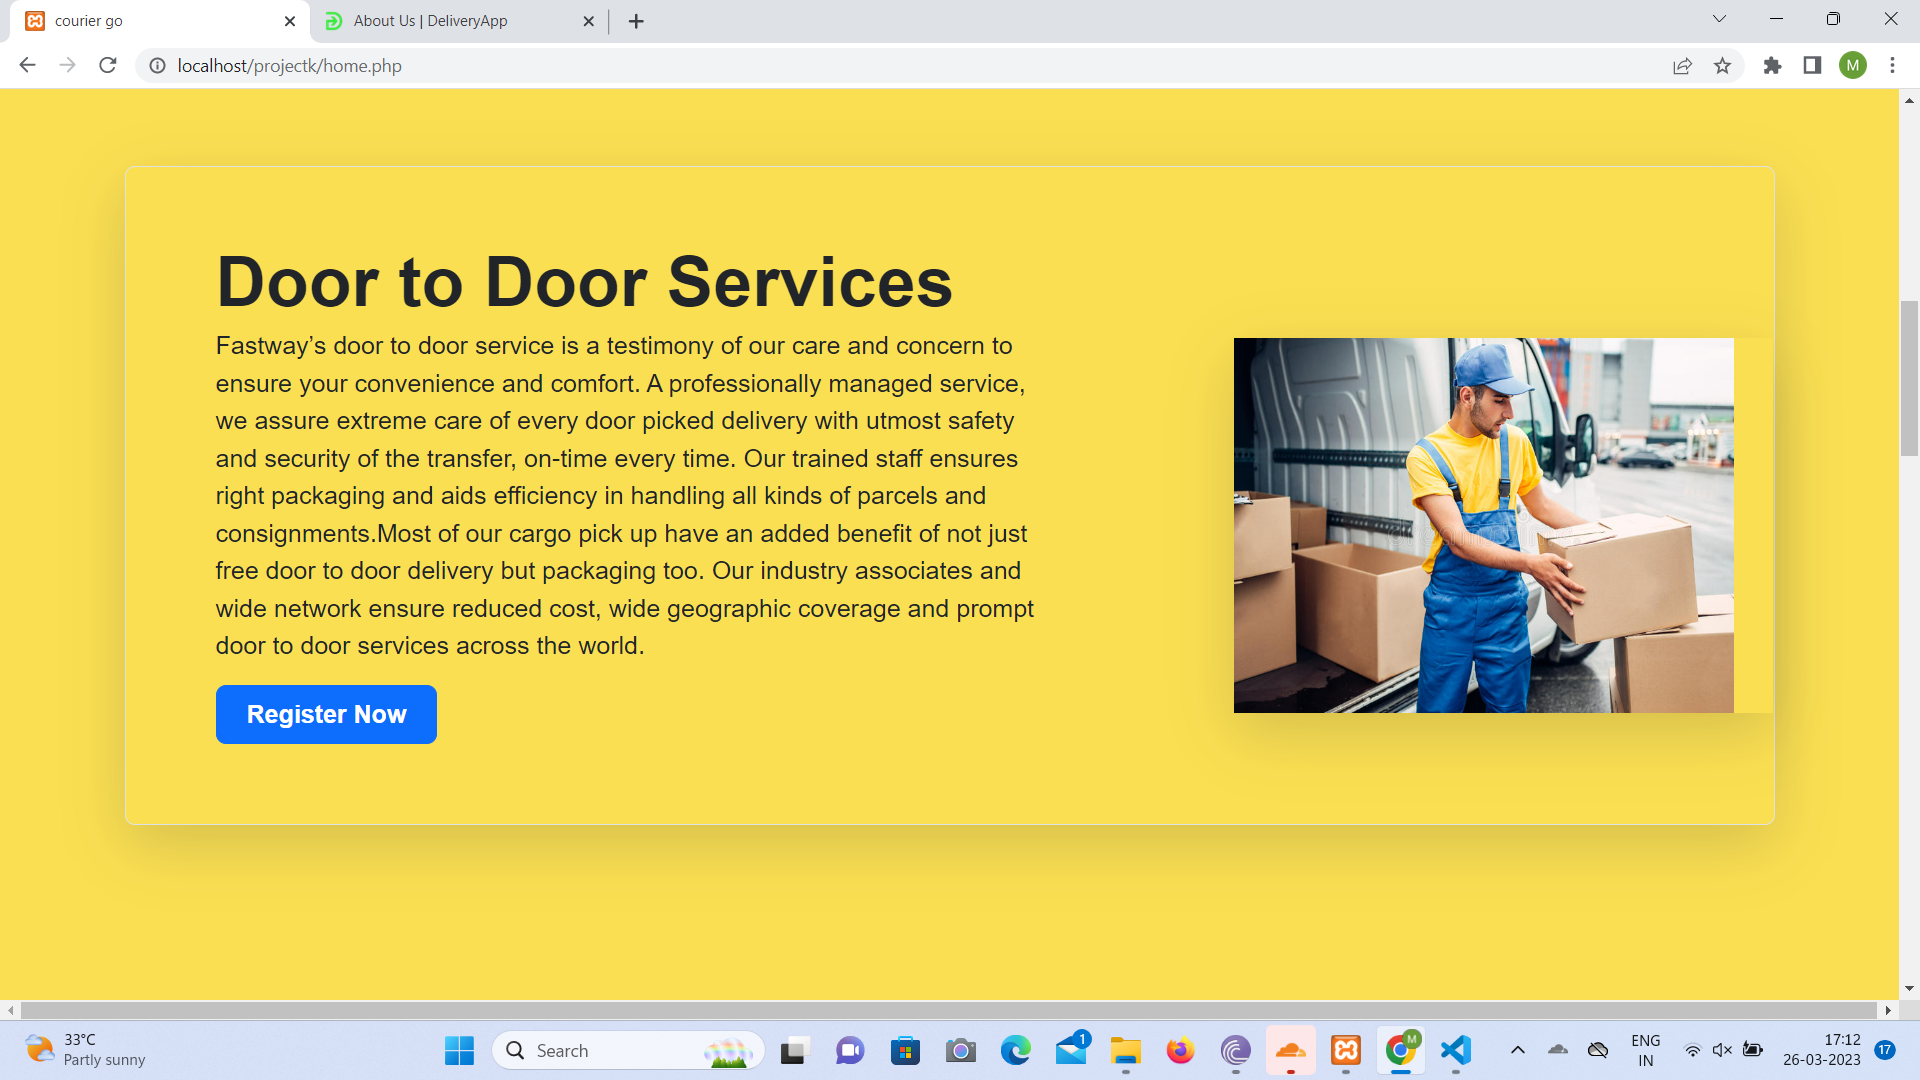 courier go
About Us | DeliveryApp
localhost/projectk/home.php
M
Door to Door Services
Fastway’s door to door service is a testimony of our care and concern to
ensure your convenience and comfort. A professionally managed service,
we assure extreme care of every door picked delivery with utmost safety
and security of the transfer, on-time every time. Our trained staff ensures
right packaging and aids efficiency in handling all kinds of parcels and
consignments.Most of our cargo pick up have an added benefit of not just
free door to door delivery but packaging too. Our industry associates and
wide network ensure reduced cost, wide geographic coverage and prompt
door to door services across the world.
Register Now
33°C
Partly sunny
Search
1
M
ENG
IN
17:12
26-03-2023
17